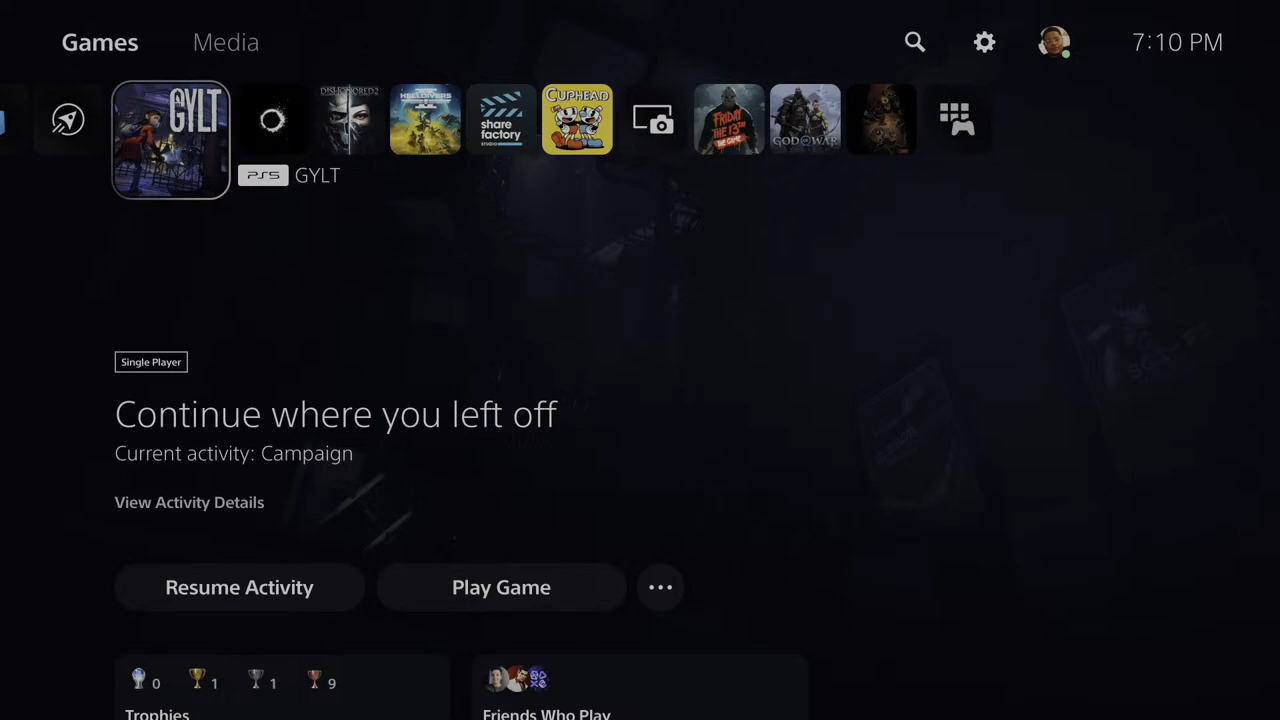 Games Media 7:10 PM
GYLT
DISHONORED 2
HELLDIVERS II
share factory STUDIO
CUPHEAD
FRIDAY THE 13TH THE GAME
GOD OF WAR
PS5 GYLT
Single Player
Continue where you left off
Current activity: Campaign
View Activity Details
Resume Activity Play Game
0 1 1 9
Trophies Friends Who Play